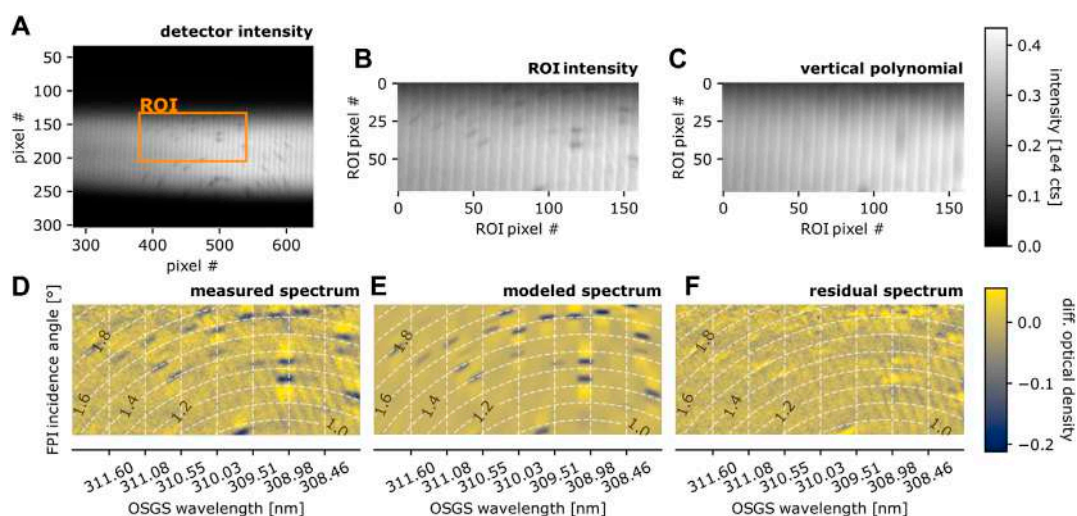 A
detector intensity
50
100
150
200
250
300
pixel #
300
400
500
600
pixel #
ROI
B
ROI intensity
0
25
50
ROI pixel #
0
50
100
150
ROI pixel #
C
vertical polynomial
0
25
50
ROI pixel #
0
50
100
150
ROI pixel #
0.4
0.3
0.2
0.1
0.0
intensity [1e4 cts]
D
measured spectrum
FPI incidence angle [°]
1.8
1.6
1.4
1.2
1.0
311.60
311.08
310.55
310.03
309.51
308.98
308.46
OSGS wavelength [nm]
E
modeled spectrum
1.8
1.6
1.4
1.2
1.0
311.60
311.08
310.55
310.03
309.51
308.98
308.46
OSGS wavelength [nm]
F
residual spectrum
1.8
1.6
1.4
1.2
1.0
311.60
311.08
310.55
310.03
309.51
308.98
308.46
OSGS wavelength [nm]
0.0
−0.1
−0.2
diff. optical density